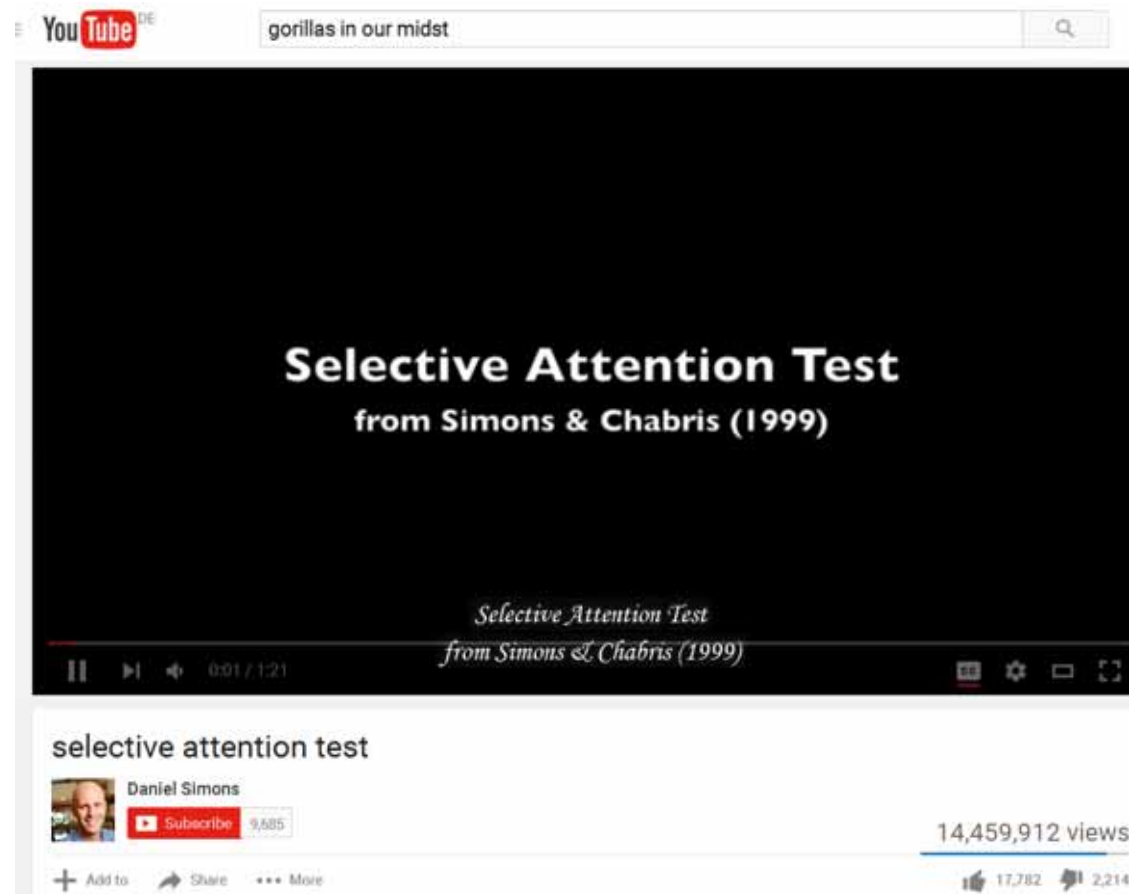 YouTube DE
gorillas in our midst
Selective Attention Test
from Simons & Chabris (1999)
Selective Attention Test
from Simons & Chabris (1999)
0:01 / 1:21
selective attention test
Daniel Simons
Subscribe 9,685
14,459,912 views
Add to Share More
17,782 2,214